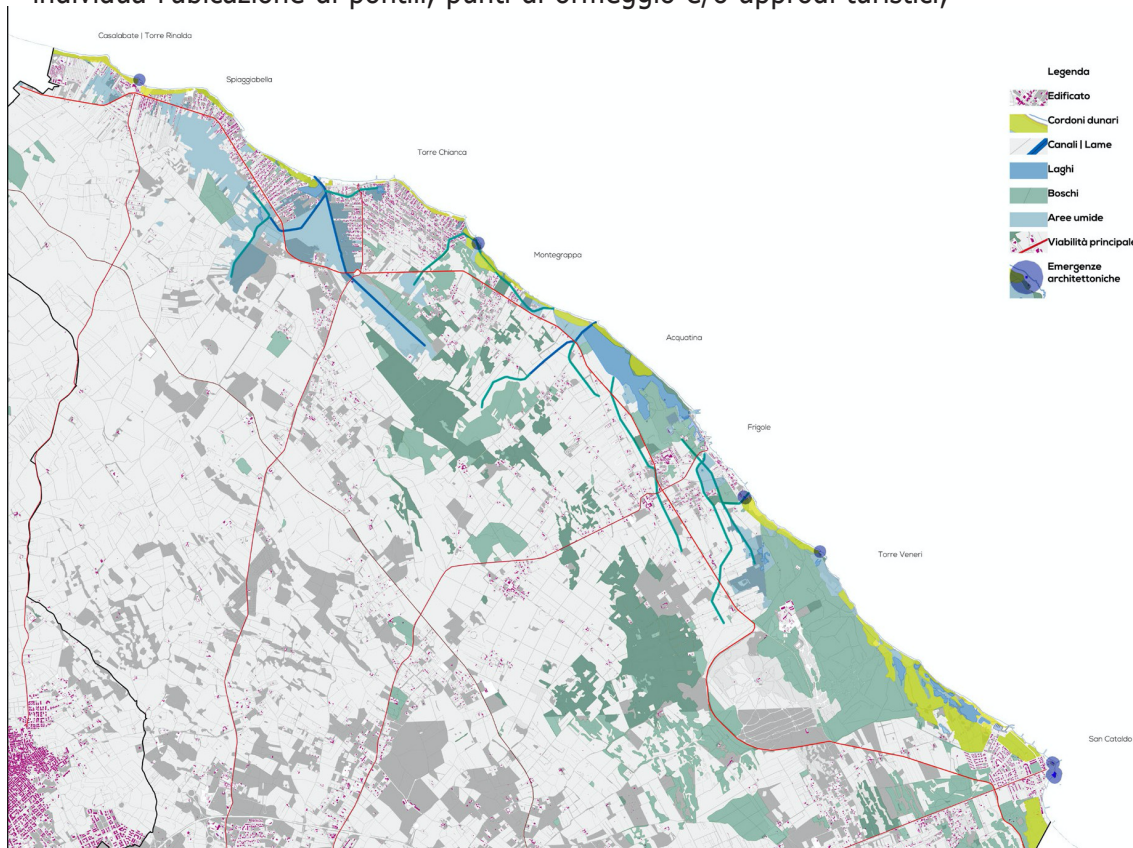 individua l'ubicazione di pontili, punti di ormeggio e/o approdi turistici;
Casalabate | Torre Rinalda
Spiaggiabella
Torre Chianca
Montegrappa
Acquatina
Frigole
Torre Veneri
San Cataldo
Legenda
Edificato
Cordoni dunari
Canali | Lame
Laghi
Boschi
Aree umide
Viabilità principale
Emergenze
architettoniche